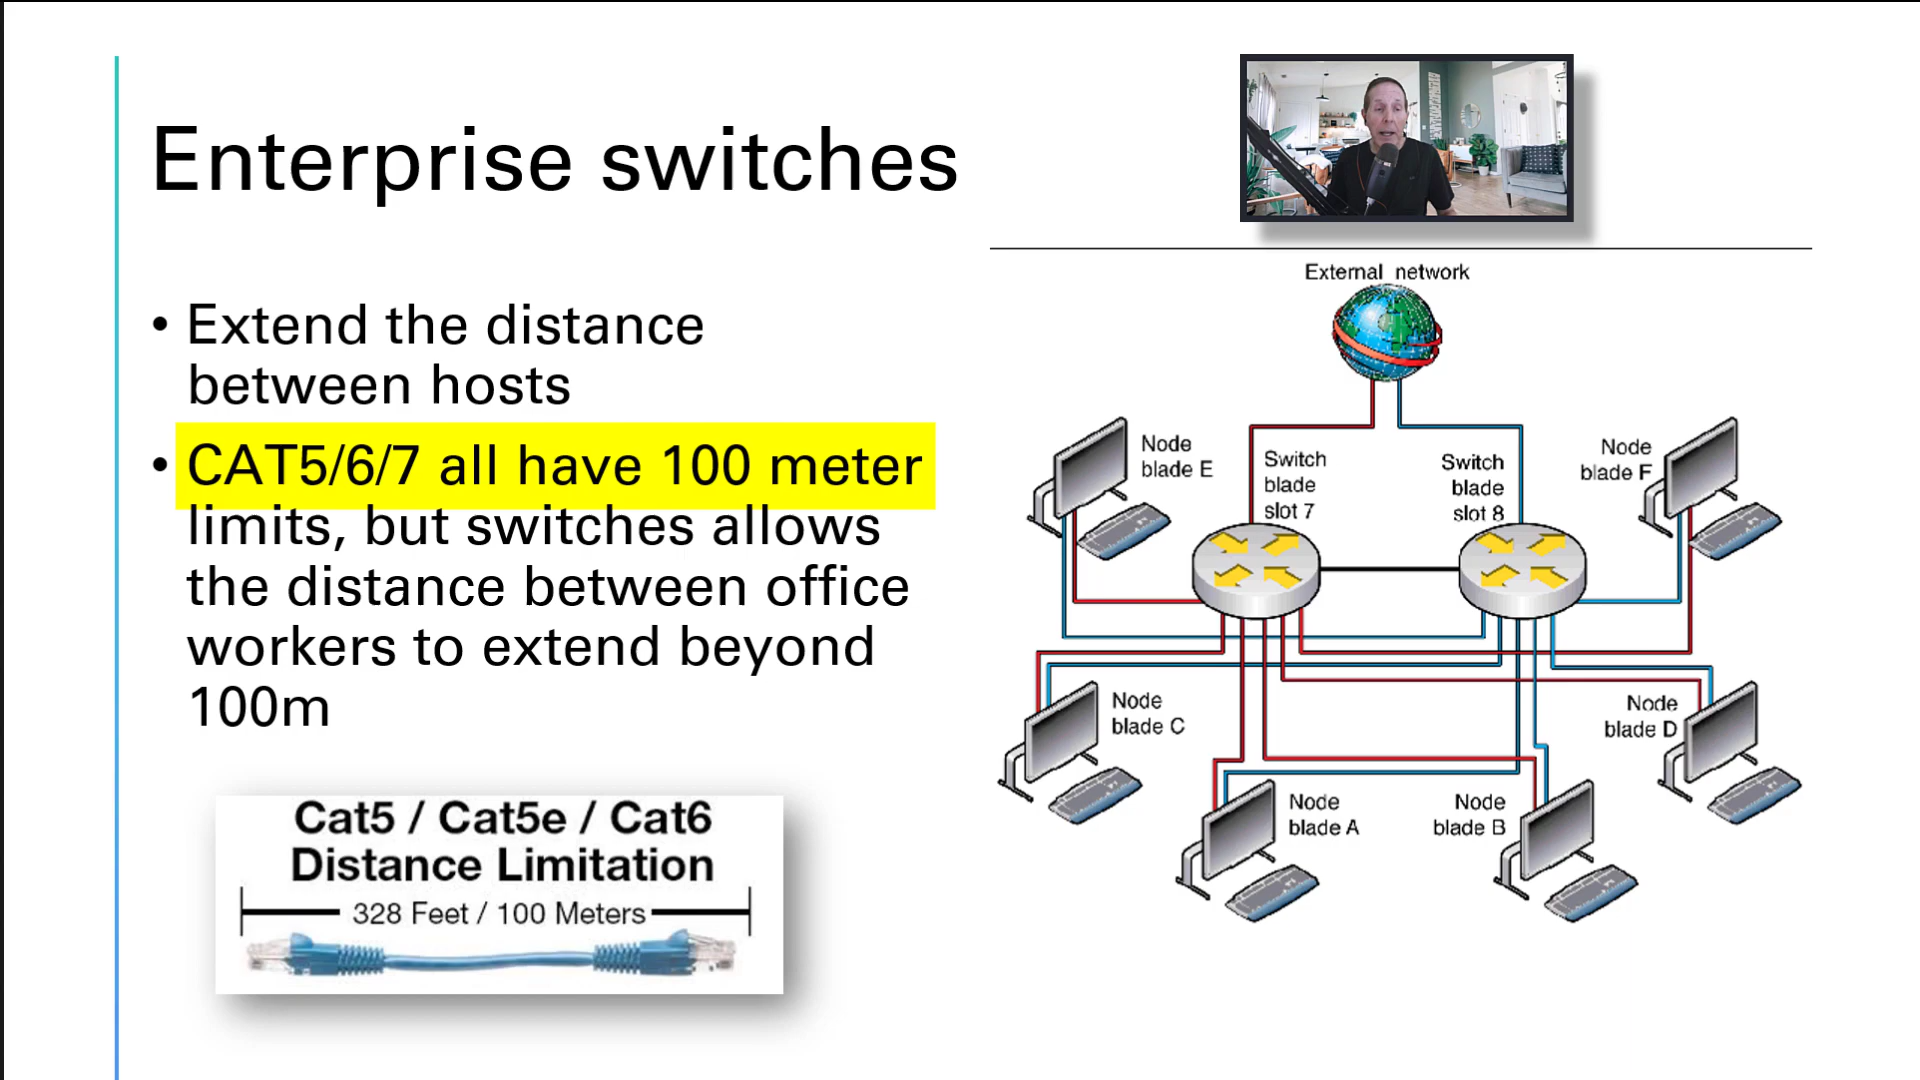 Enterprise switches
• Extend the distance
between hosts
• CAT5/6/7 all have 100 meter
limits, but switches allows
the distance between office
workers to extend beyond
100m
Cat5 / Cat5e / Cat6
Distance Limitation
328 Feet / 100 Meters
External network
Node
blade E
Switch
blade
slot 7
Switch
blade
slot 8
Node
blade F
Node
blade C
Node
blade D
Node
blade A
Node
blade B